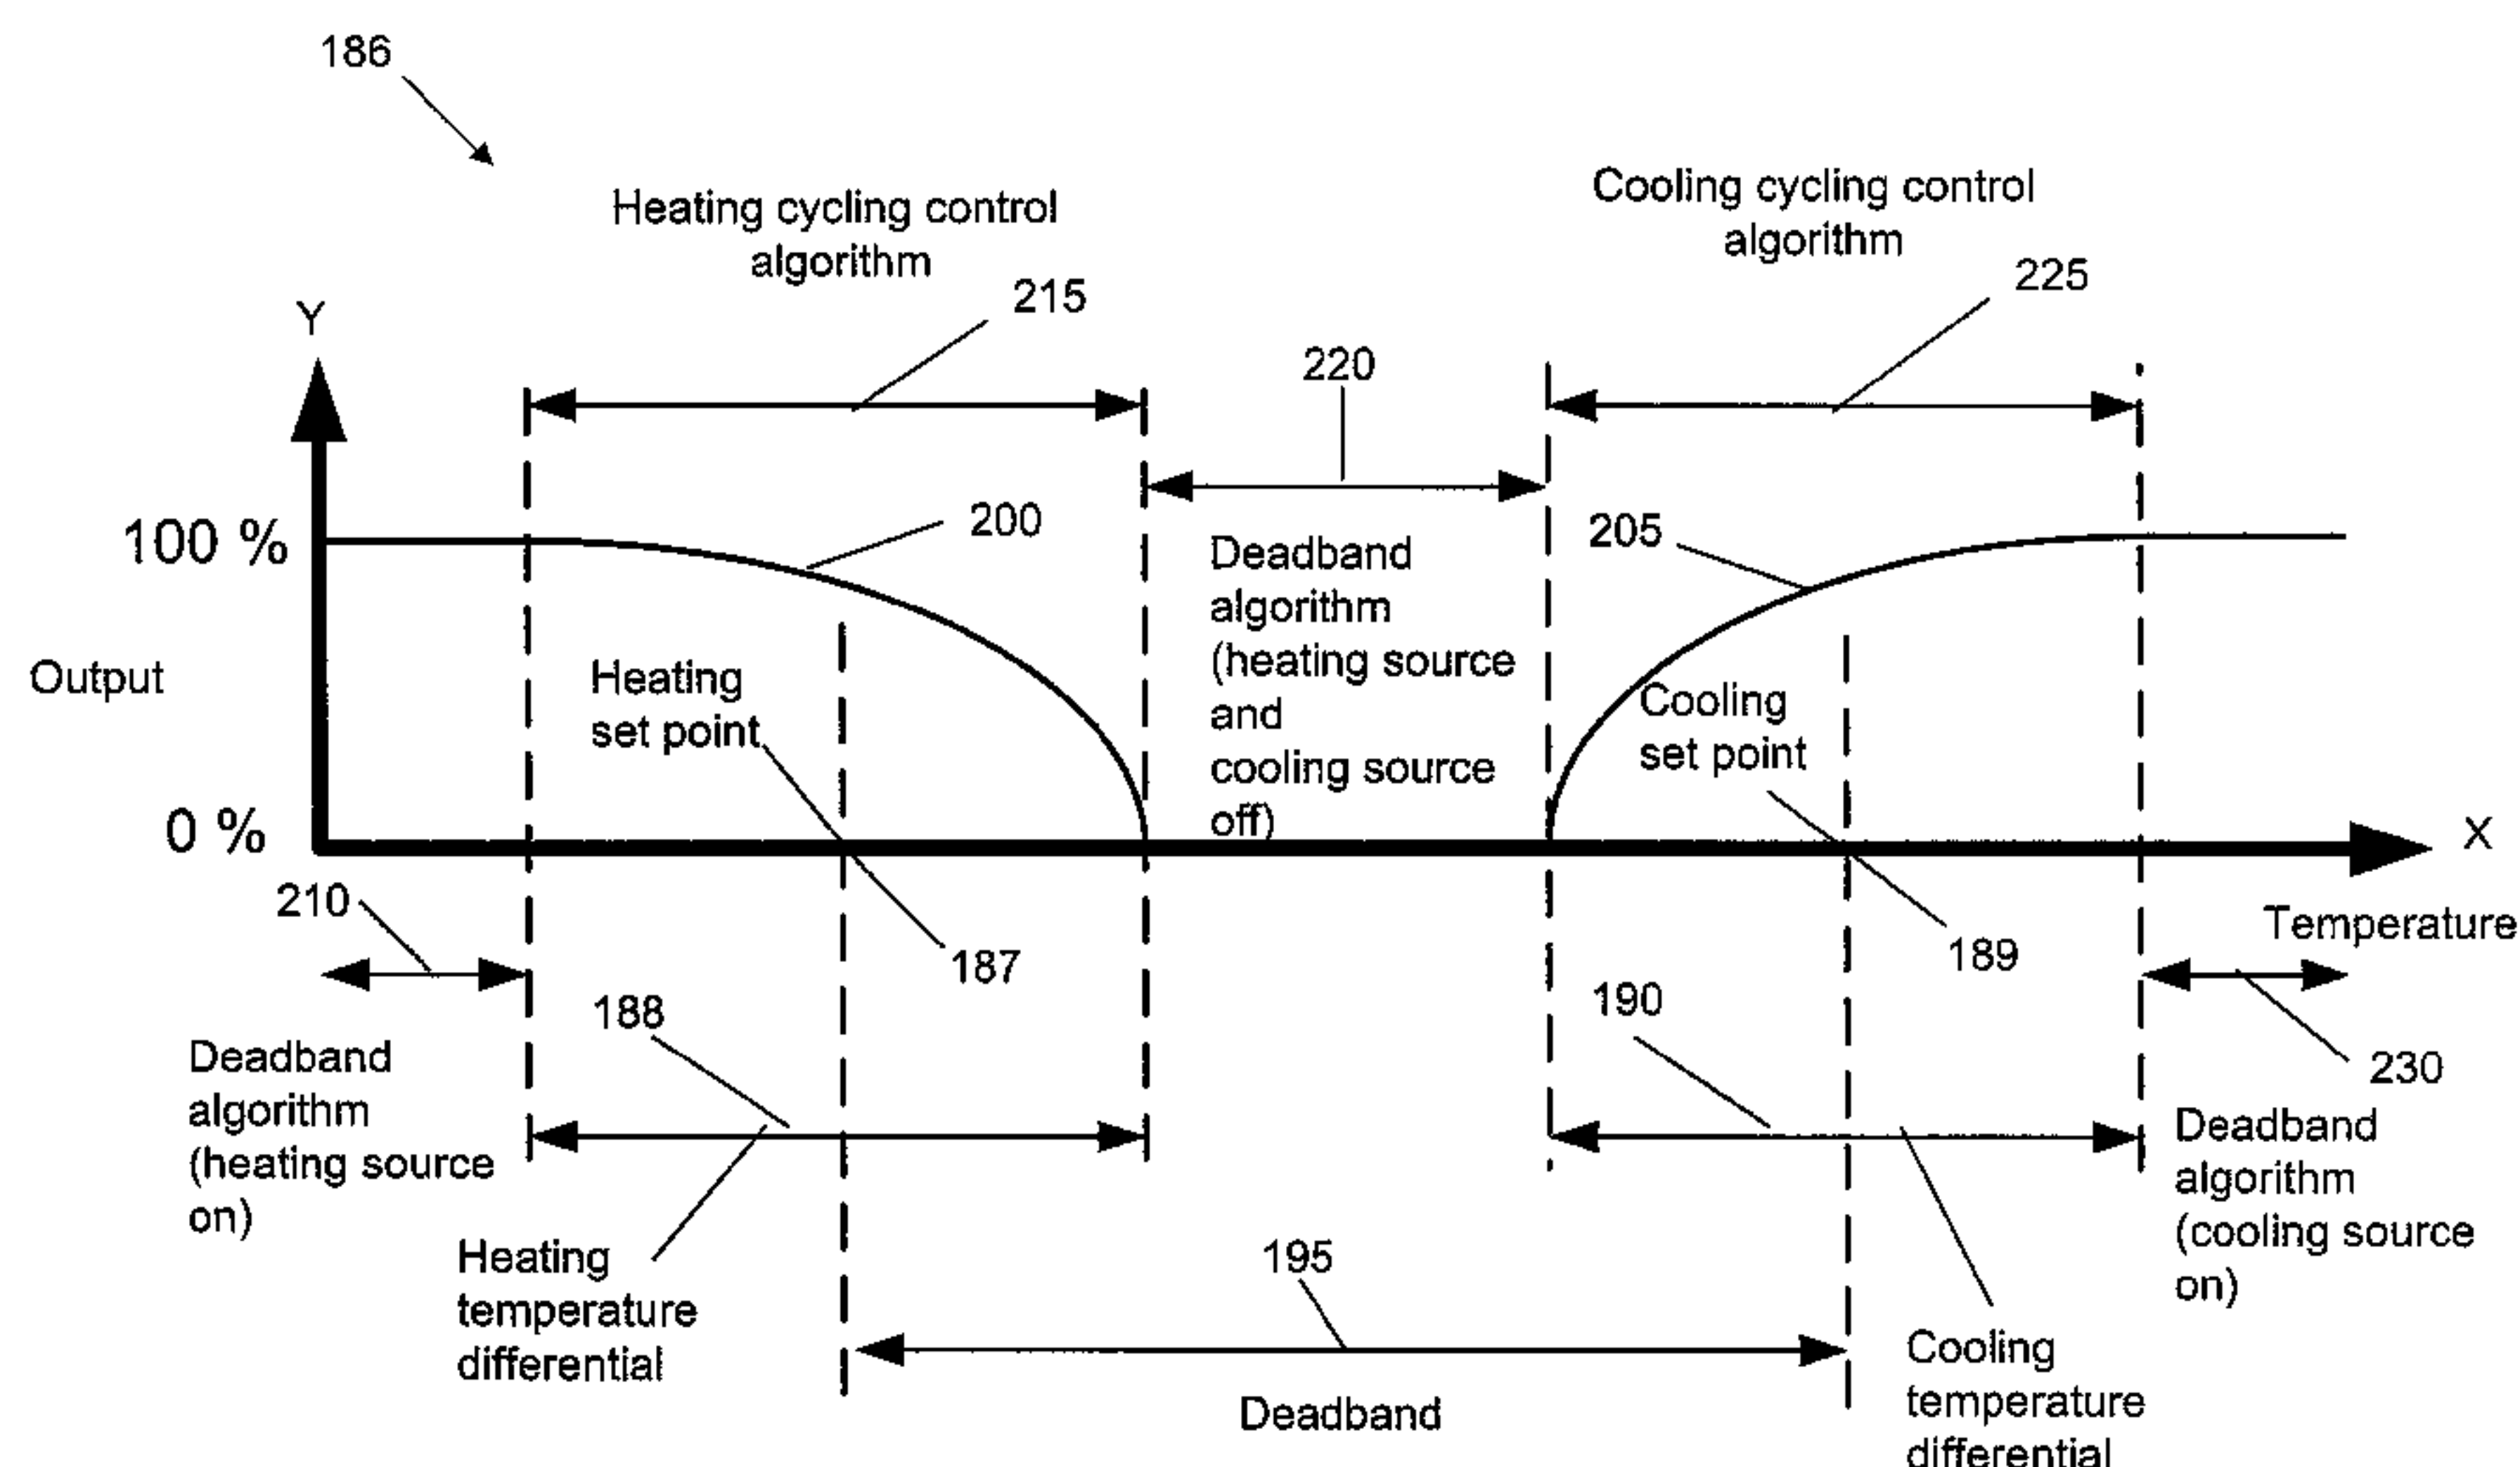 186
Heating cycling control
algorithm
215
Cooling cycling control
algorithm
225
Y
220
100 %
200
205
Deadband
algorithm
(heating source
and
cooling source
off)
Output
Heating
set point
Cooling
set point
0 %
X
210
187
189
Temperature
188
190
230
Deadband
algorithm
(heating source
on)
Deadband
algorithm
(cooling source
on)
Heating
temperature
differential
195
Deadband
Cooling
temperature
differential